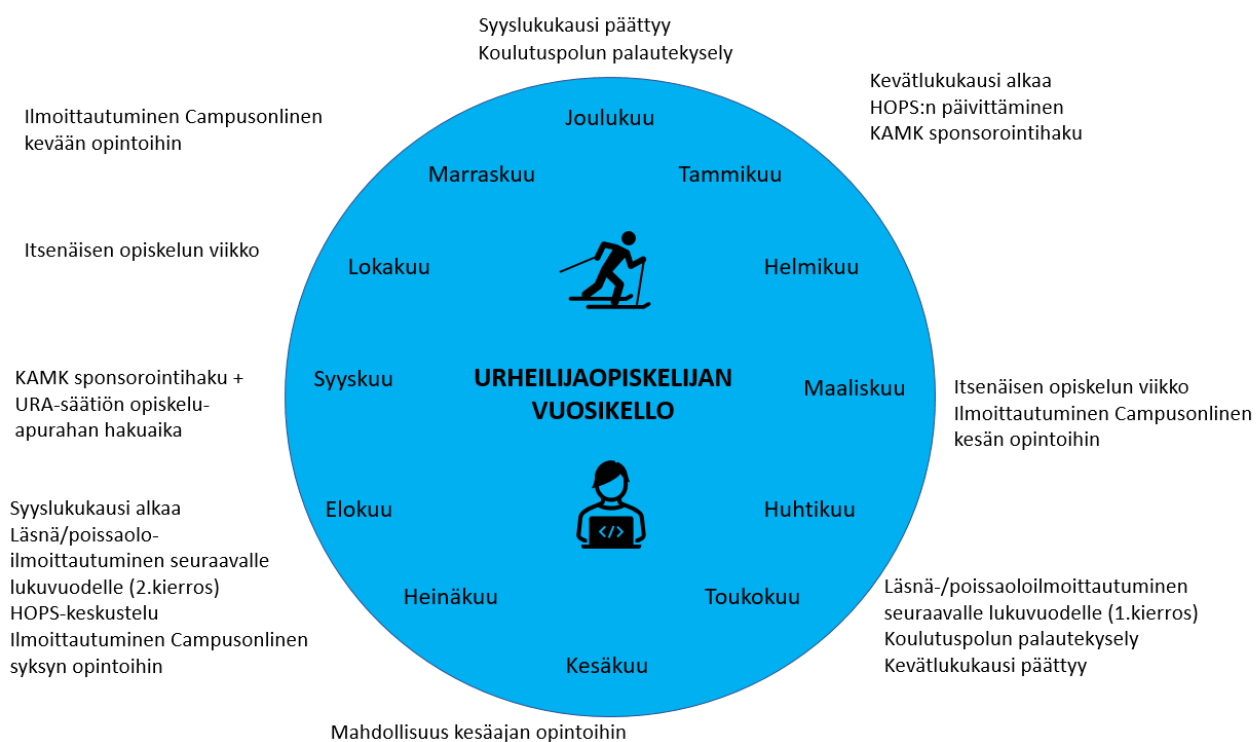 Syyslukukausi päättyy
Koulutuspolun palautekysely
Kevätlukukausi alkaa
HOPS:n päivittäminen
KAMK sponsorointihaku
Ilmoittautuminen Campusonlinen
kevään opintoihin
Joulukuu
Marraskuu
Tammikuu
Itsenäisen opiskelun viikko
Lokakuu
Helmikuu
KAMK sponsorointihaku +
URA-säätiön opiskelu-
apurahan hakuaika
Syyskuu
URHEILIJAOPISKELIJAN
VUOSIKELLO
Maaliskuu
Itsenäisen opiskelun viikko
Ilmoittautuminen Campusonlinen
kesän opintoihin
Syyslukukausi alkaa
Läsnä/poissaolo-
ilmoittautuminen seuraavalle
lukuvuodelle (2.kierros)
HOPS-keskustelu
Ilmoittautuminen Campusonlinen
syksyn opintoihin
Elokuu
</>
Huhtikuu
Heinäkuu
Toukokuu
Läsnä-/poissaoloilmoittautuminen
seuraavalle lukuvuodelle (1.kierros)
Koulutuspolun palautekysely
Kevätlukukausi päättyy
Kesäkuu
Mahdollisuus kesäajan opintoihin